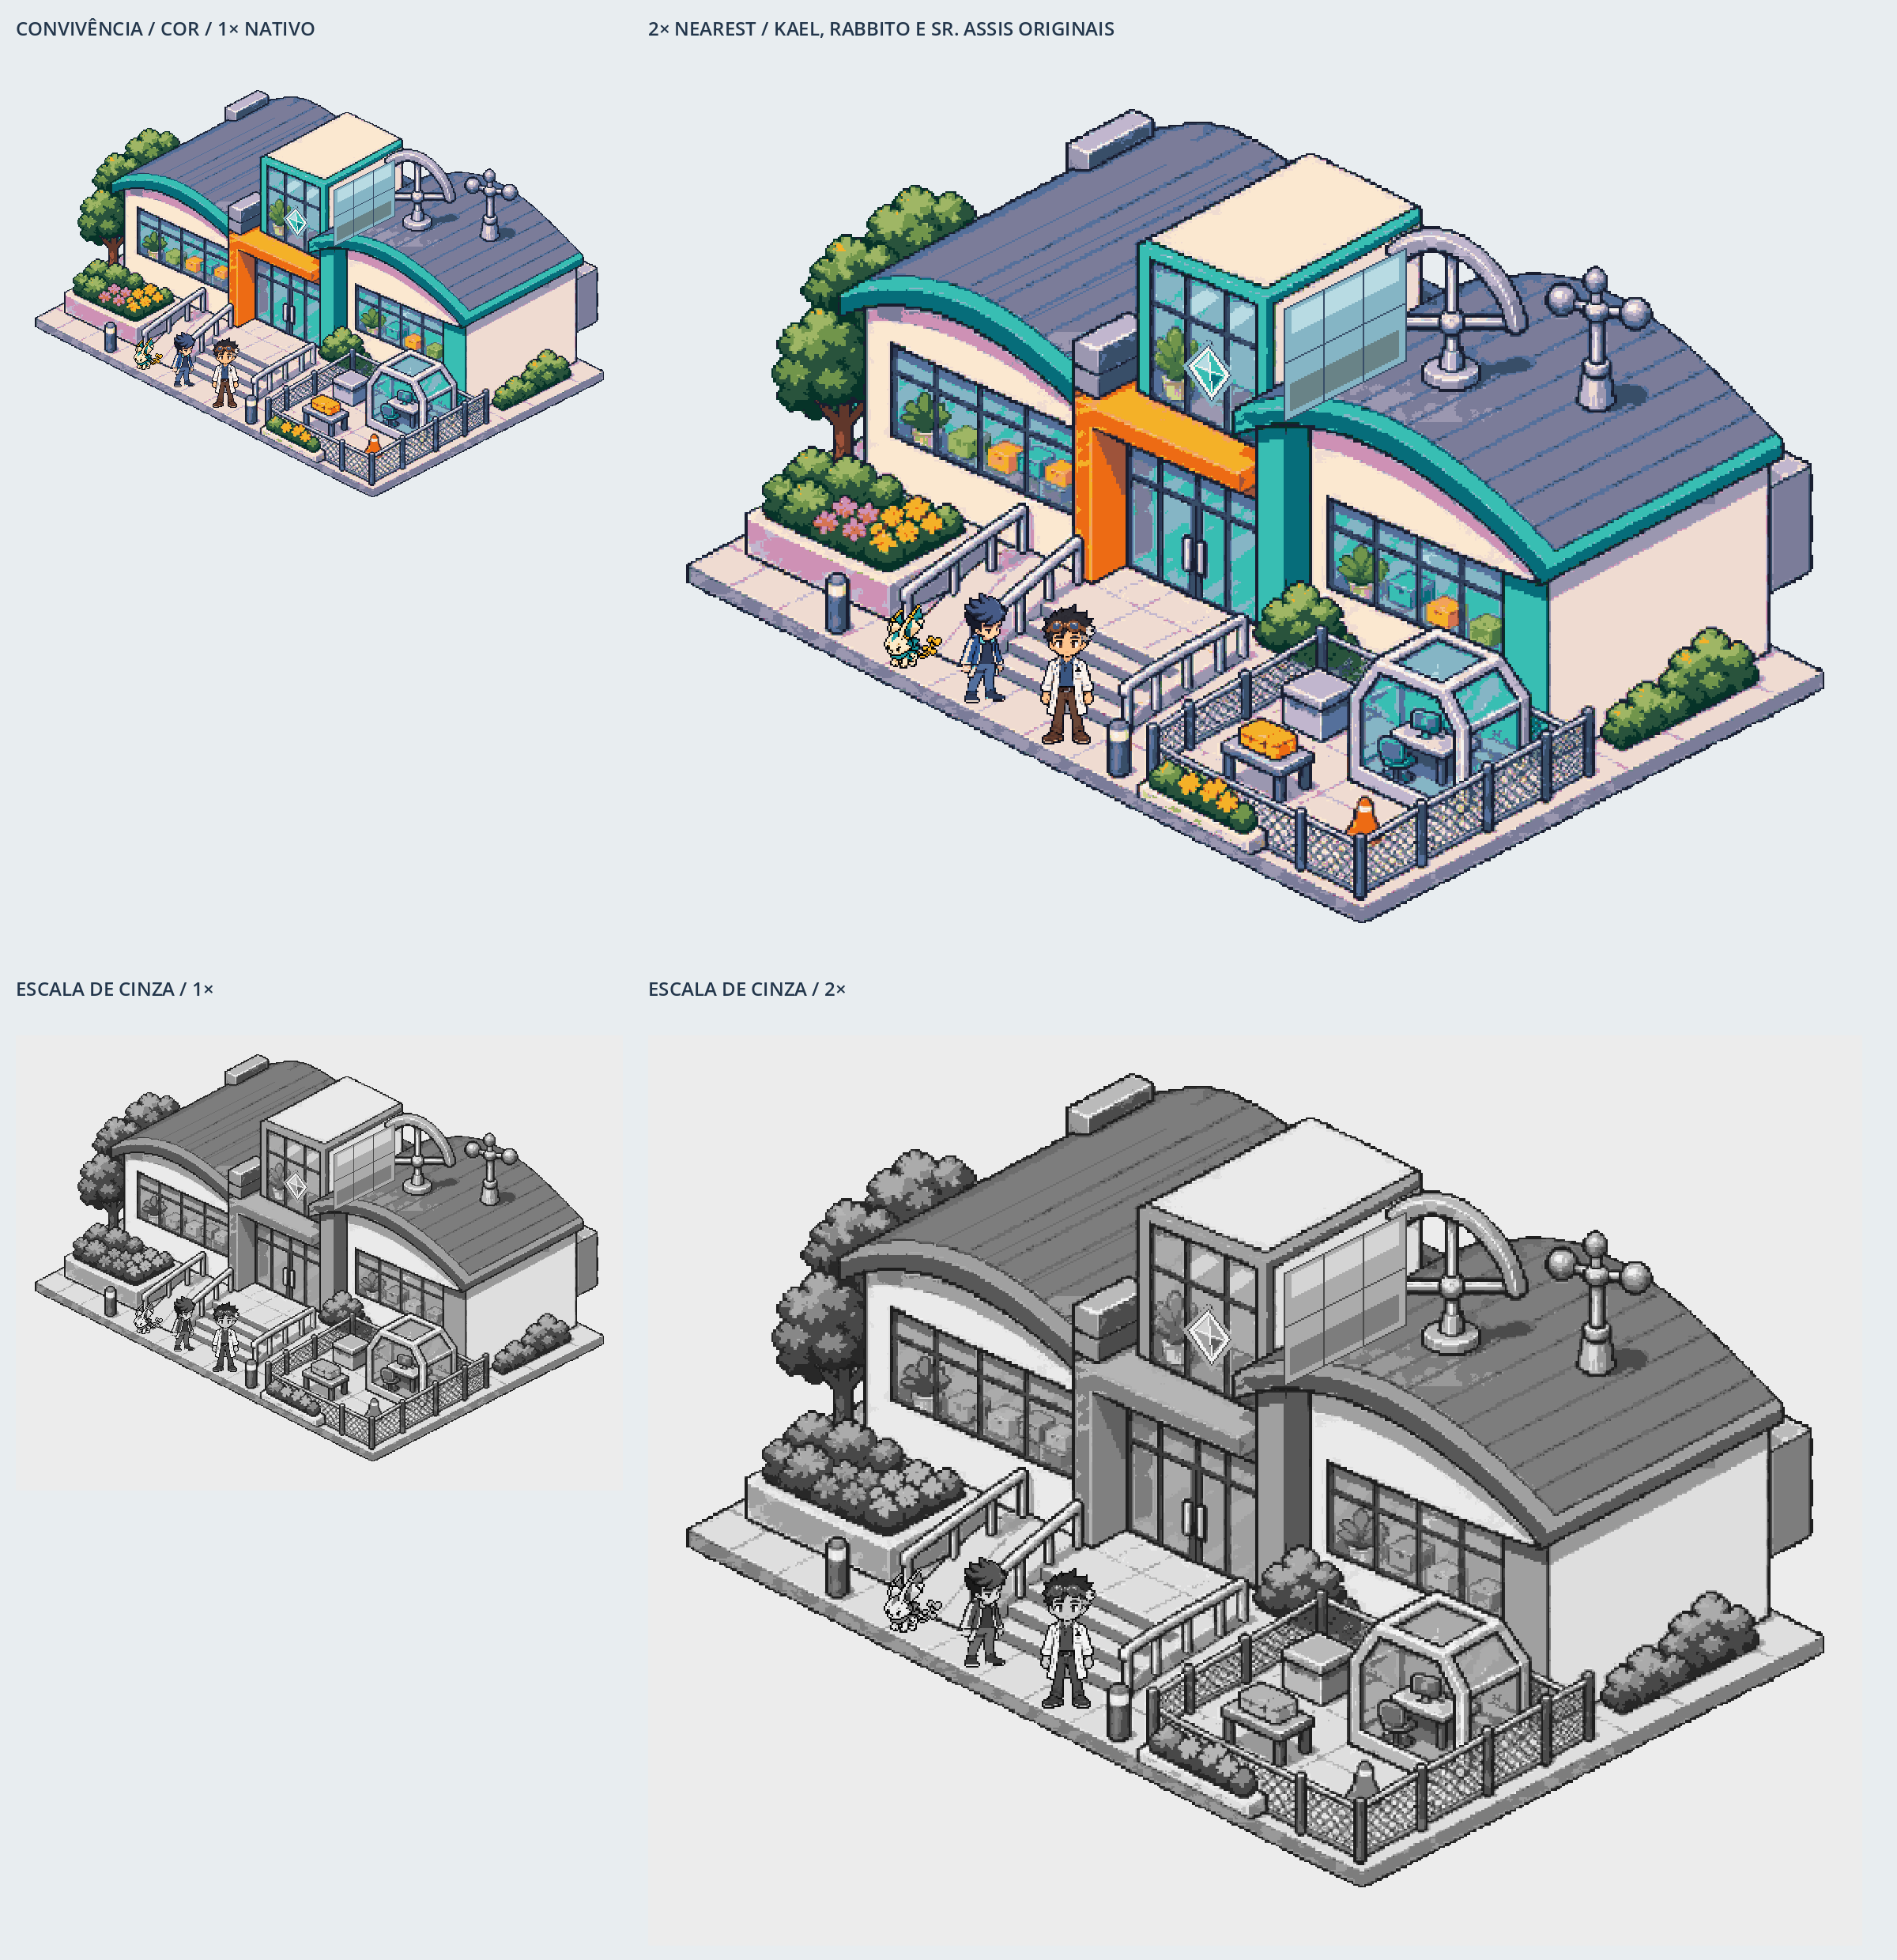 CONVIVÊNCIA / COR / 1× NATIVO
2× NEAREST / KAEL, RABBITO E SR. ASSIS ORIGINAIS
ESCALA DE CINZA / 1×
ESCALA DE CINZA / 2×